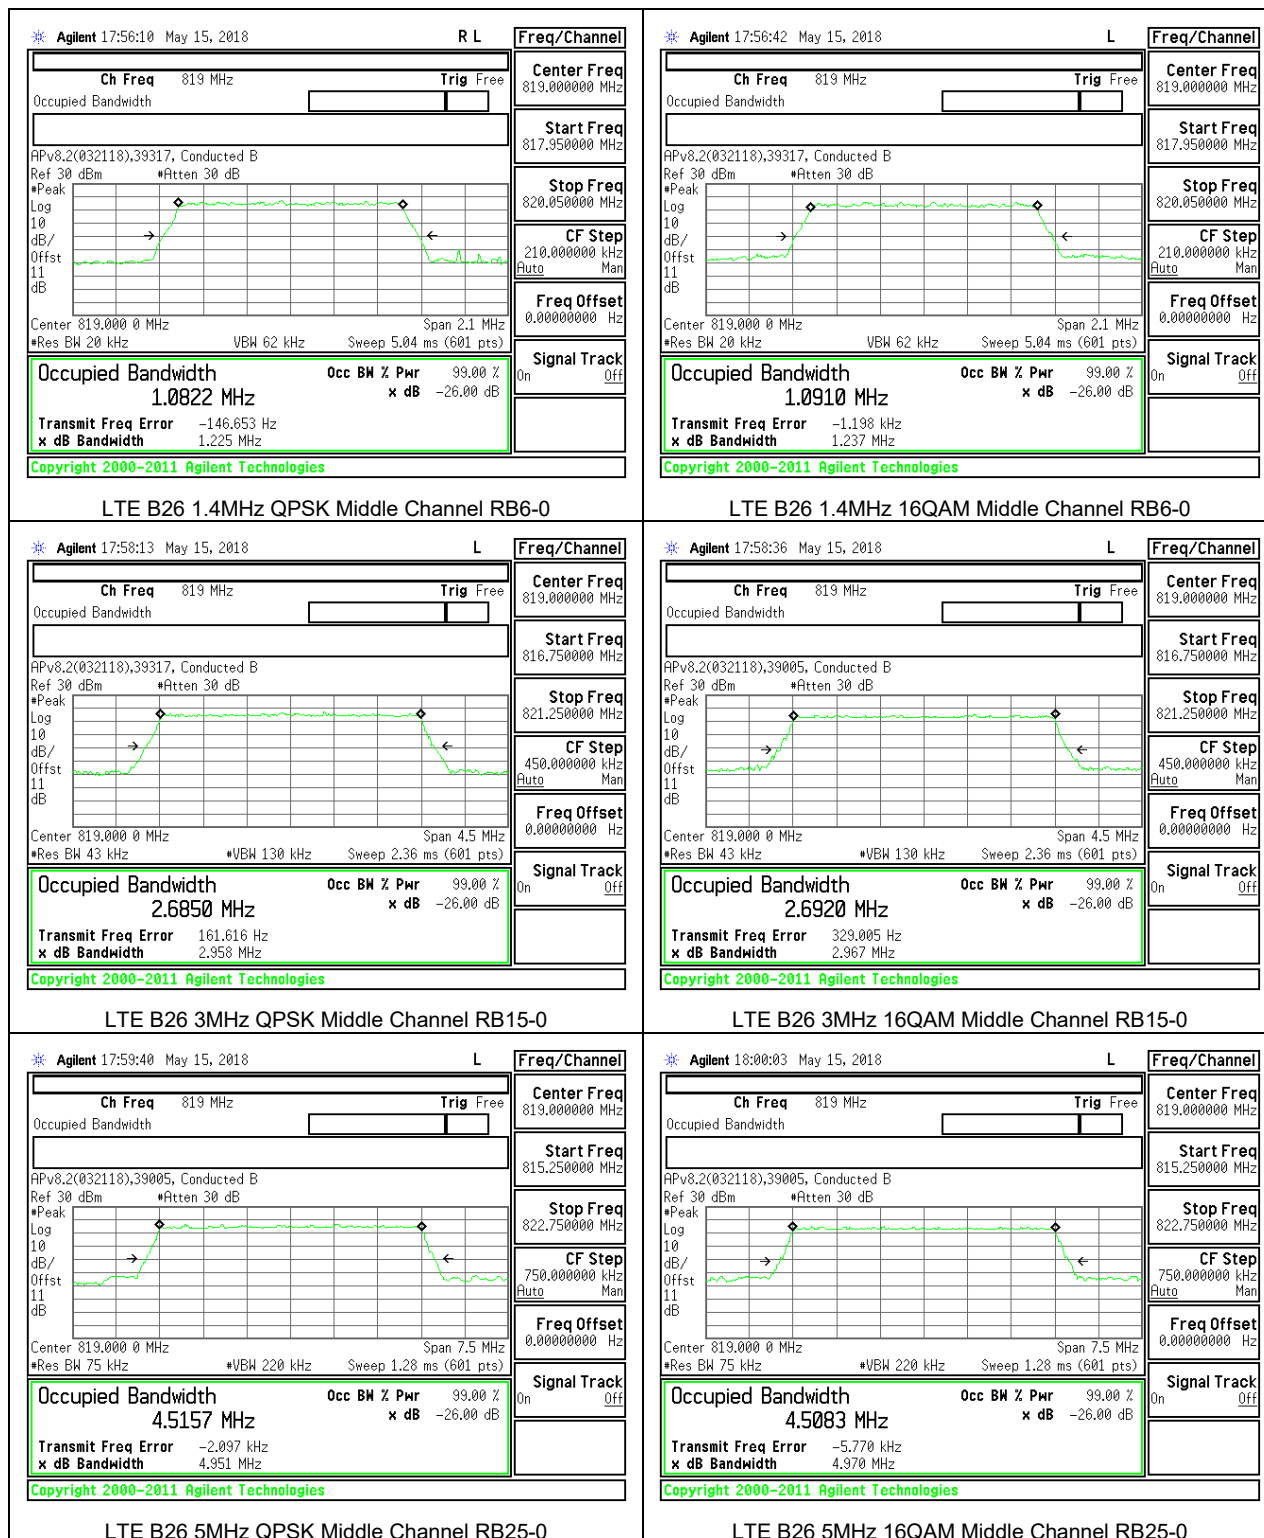 Agilent 17:56:10 May 15, 2018 R L Freq/Channel
Ch Freq 819 MHz Trig Free
Occupied Bandwidth
Center Freq
819.000000 MHz
Start Freq
817.950000 MHz
Stop Freq
820.050000 MHz
CF Step
210.000000 kHz
Auto Man
Freq Offset
0.00000000 Hz
Signal Track
On Off
APv8.2(032118),39317, Conducted B
Ref 30 dBm #Atten 30 dB
#Peak
Log
10
dB/
Offst
11
dB
Center 819.000 0 MHz Span 2.1 MHz
#Res BW 20 kHz VBW 62 kHz Sweep 5.04 ms (601 pts)
Occupied Bandwidth Occ BW % Pwr 99.00 %
1.0822 MHz x dB -26.00 dB
Transmit Freq Error -146.653 Hz
x dB Bandwidth 1.225 MHz
Copyright 2000-2011 Agilent Technologies
LTE B26 1.4MHz QPSK Middle Channel RB6-0
Agilent 17:56:42 May 15, 2018 L Freq/Channel
Ch Freq 819 MHz Trig Free
Occupied Bandwidth
Center Freq
819.000000 MHz
Start Freq
817.950000 MHz
Stop Freq
820.050000 MHz
CF Step
210.000000 kHz
Auto Man
Freq Offset
0.00000000 Hz
Signal Track
On Off
APv8.2(032118),39317, Conducted B
Ref 30 dBm #Atten 30 dB
#Peak
Log
10
dB/
Offst
11
dB
Center 819.000 0 MHz Span 2.1 MHz
#Res BW 20 kHz VBW 62 kHz Sweep 5.04 ms (601 pts)
Occupied Bandwidth Occ BW % Pwr 99.00 %
1.0910 MHz x dB -26.00 dB
Transmit Freq Error -1.198 kHz
x dB Bandwidth 1.237 MHz
Copyright 2000-2011 Agilent Technologies
LTE B26 1.4MHz 16QAM Middle Channel RB6-0
Agilent 17:58:13 May 15, 2018 L Freq/Channel
Ch Freq 819 MHz Trig Free
Occupied Bandwidth
Center Freq
819.000000 MHz
Start Freq
816.750000 MHz
Stop Freq
821.250000 MHz
CF Step
450.000000 kHz
Auto Man
Freq Offset
0.00000000 Hz
Signal Track
On Off
APv8.2(032118),39317, Conducted B
Ref 30 dBm #Atten 30 dB
#Peak
Log
10
dB/
Offst
11
dB
Center 819.000 0 MHz Span 4.5 MHz
#Res BW 43 kHz #VBW 130 kHz Sweep 2.36 ms (601 pts)
Occupied Bandwidth Occ BW % Pwr 99.00 %
2.6850 MHz x dB -26.00 dB
Transmit Freq Error 161.616 Hz
x dB Bandwidth 2.958 MHz
Copyright 2000-2011 Agilent Technologies
LTE B26 3MHz QPSK Middle Channel RB15-0
Agilent 17:58:36 May 15, 2018 L Freq/Channel
Ch Freq 819 MHz Trig Free
Occupied Bandwidth
Center Freq
819.000000 MHz
Start Freq
816.750000 MHz
Stop Freq
821.250000 MHz
CF Step
450.000000 kHz
Auto Man
Freq Offset
0.00000000 Hz
Signal Track
On Off
APv8.2(032118),39005, Conducted B
Ref 30 dBm #Atten 30 dB
#Peak
Log
10
dB/
Offst
11
dB
Center 819.000 0 MHz Span 4.5 MHz
#Res BW 43 kHz #VBW 130 kHz Sweep 2.36 ms (601 pts)
Occupied Bandwidth Occ BW % Pwr 99.00 %
2.6920 MHz x dB -26.00 dB
Transmit Freq Error 329.005 Hz
x dB Bandwidth 2.967 MHz
Copyright 2000-2011 Agilent Technologies
LTE B26 3MHz 16QAM Middle Channel RB15-0
Agilent 17:59:40 May 15, 2018 L Freq/Channel
Ch Freq 819 MHz Trig Free
Occupied Bandwidth
Center Freq
819.000000 MHz
Start Freq
815.250000 MHz
Stop Freq
822.750000 MHz
CF Step
750.000000 kHz
Auto Man
Freq Offset
0.00000000 Hz
Signal Track
On Off
APv8.2(032118),39005, Conducted B
Ref 30 dBm #Atten 30 dB
#Peak
Log
10
dB/
Offst
11
dB
Center 819.000 0 MHz Span 7.5 MHz
#Res BW 75 kHz #VBW 220 kHz Sweep 1.28 ms (601 pts)
Occupied Bandwidth Occ BW % Pwr 99.00 %
4.5157 MHz x dB -26.00 dB
Transmit Freq Error -2.097 kHz
x dB Bandwidth 4.951 MHz
Copyright 2000-2011 Agilent Technologies
LTE B26 5MHz QPSK Middle Channel RB25-0
Agilent 18:00:03 May 15, 2018 L Freq/Channel
Ch Freq 819 MHz Trig Free
Occupied Bandwidth
Center Freq
819.000000 MHz
Start Freq
815.250000 MHz
Stop Freq
822.750000 MHz
CF Step
750.000000 kHz
Auto Man
Freq Offset
0.00000000 Hz
Signal Track
On Off
APv8.2(032118),39005, Conducted B
Ref 30 dBm #Atten 30 dB
#Peak
Log
10
dB/
Offst
11
dB
Center 819.000 0 MHz Span 7.5 MHz
#Res BW 75 kHz #VBW 220 kHz Sweep 1.28 ms (601 pts)
Occupied Bandwidth Occ BW % Pwr 99.00 %
4.5083 MHz x dB -26.00 dB
Transmit Freq Error -5.770 kHz
x dB Bandwidth 4.970 MHz
Copyright 2000-2011 Agilent Technologies
LTE B26 5MHz 16QAM Middle Channel RB25-0